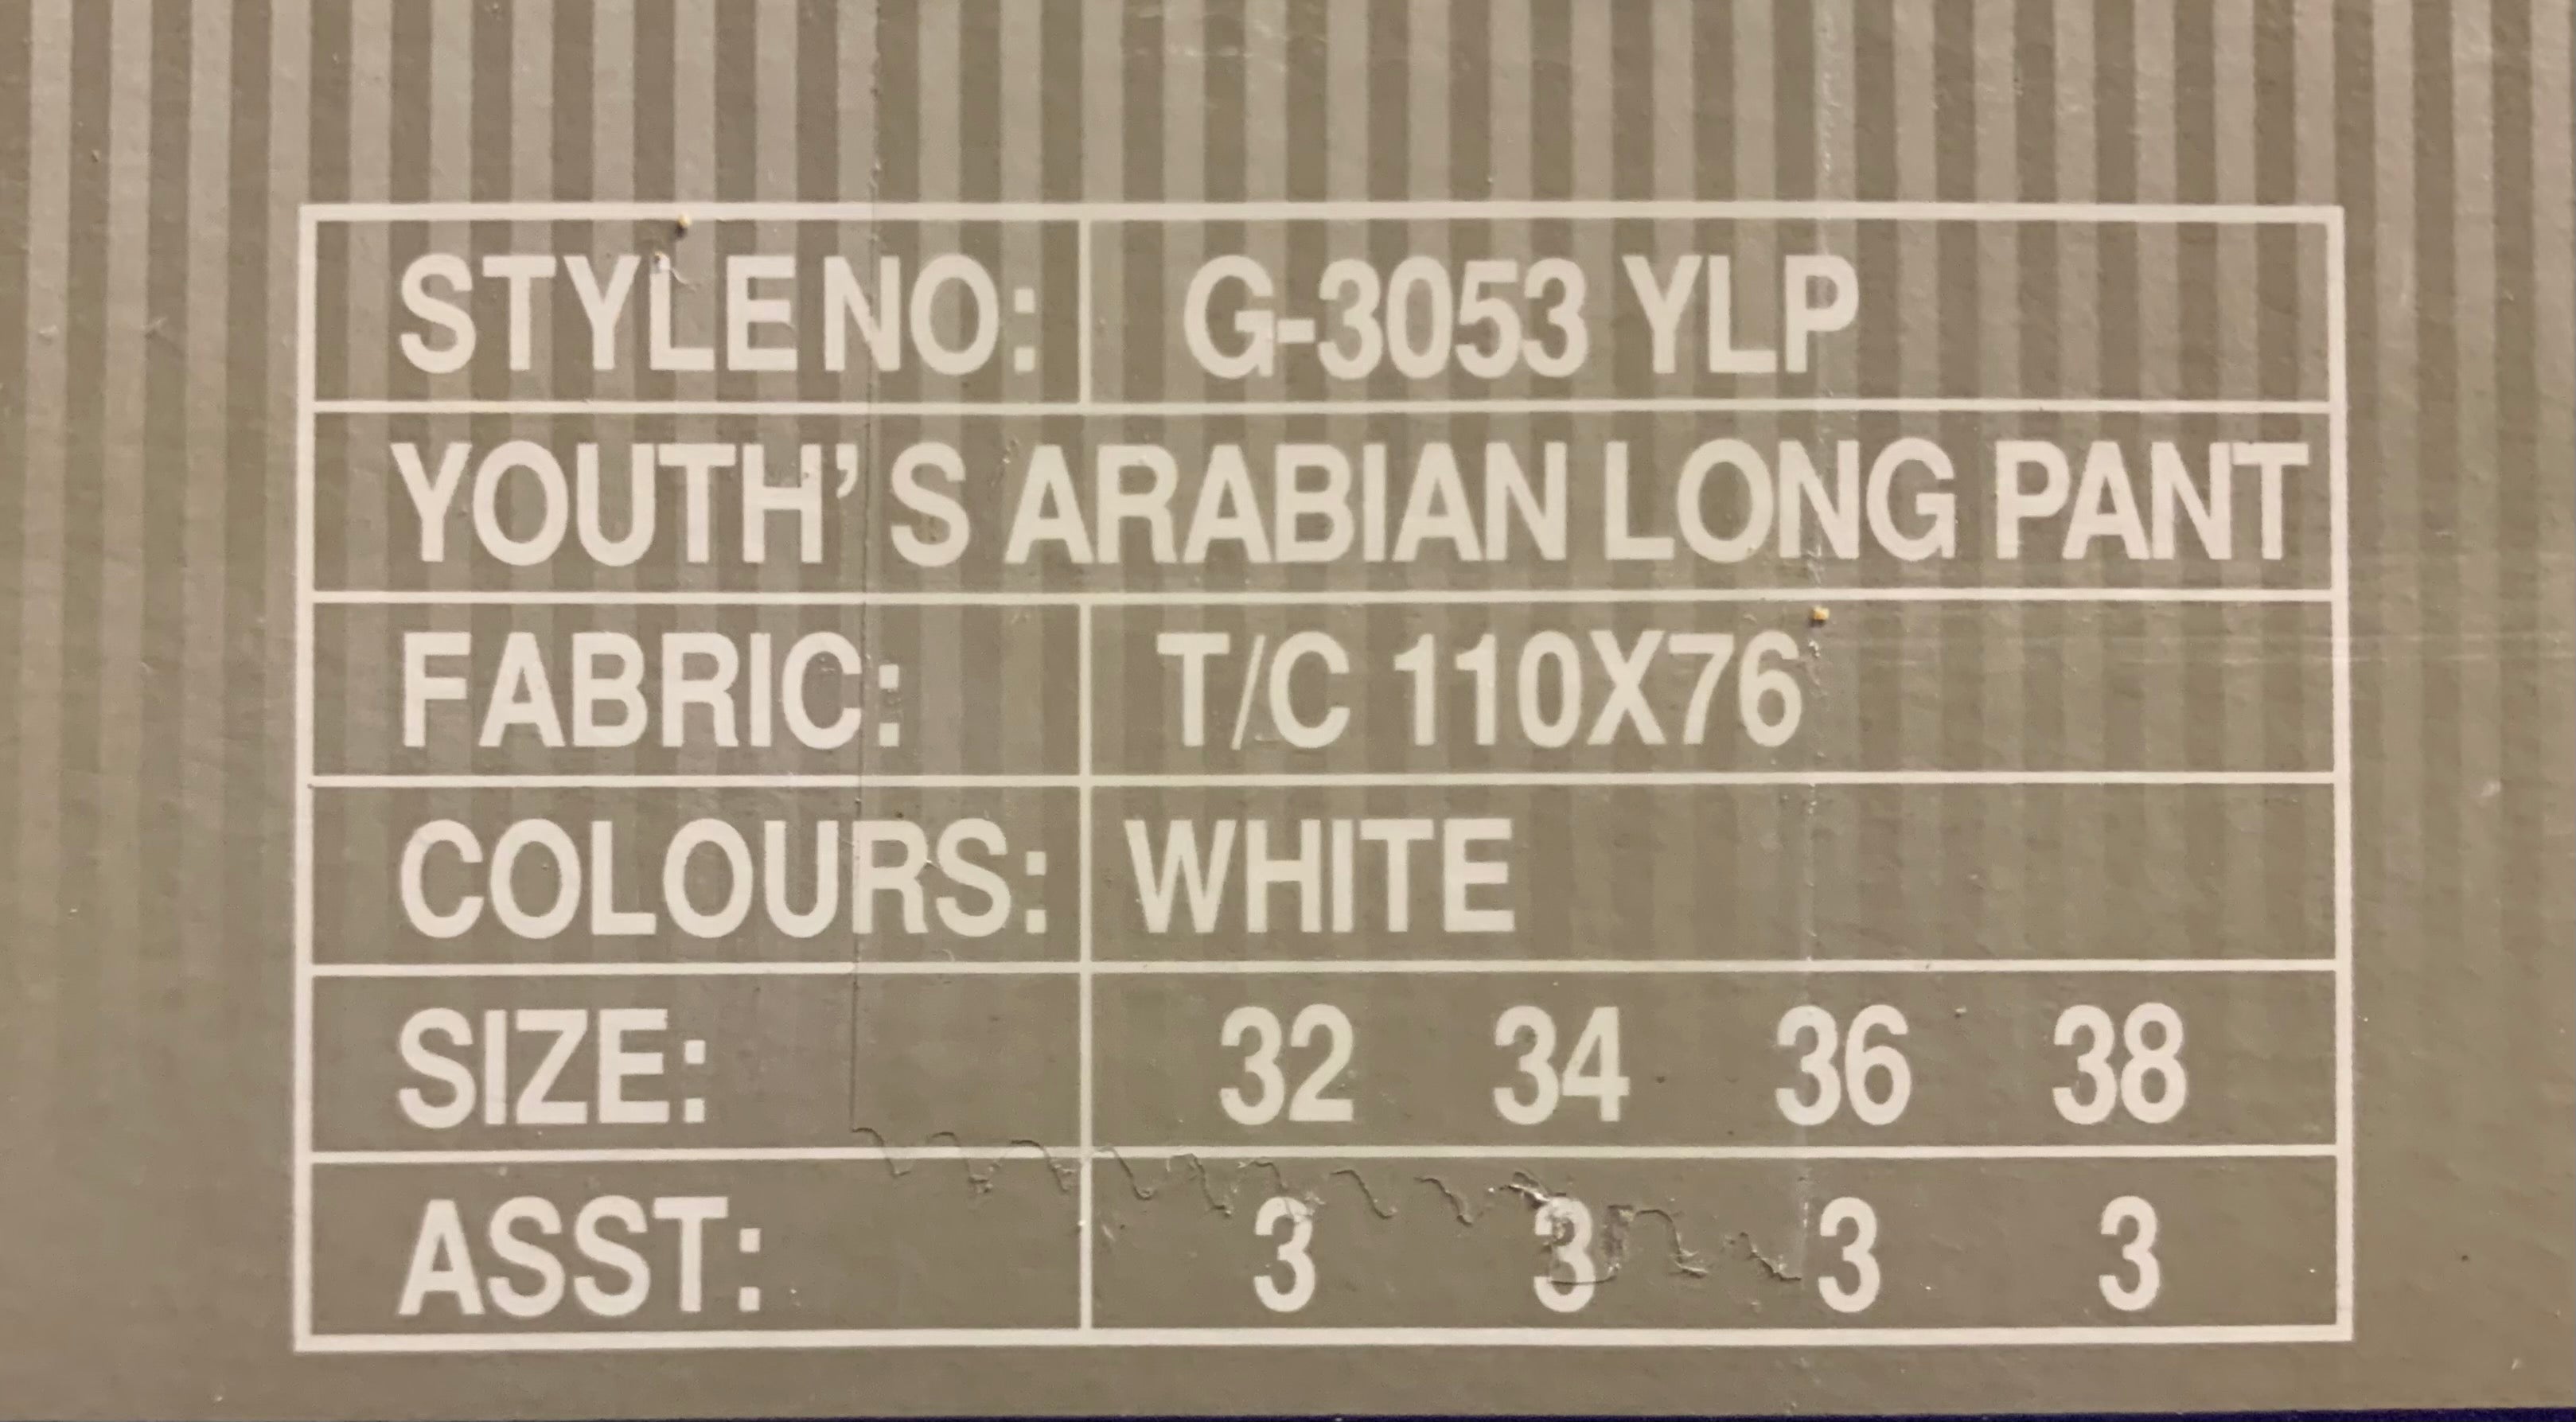 STYLE NO: G-3053 YLP
YOUTH'S ARABIAN LONG PANT
FABRIC: T/C 110X76
COLOURS: WHITE
SIZE: 32 34 36 38
ASST: 3 3 3 3